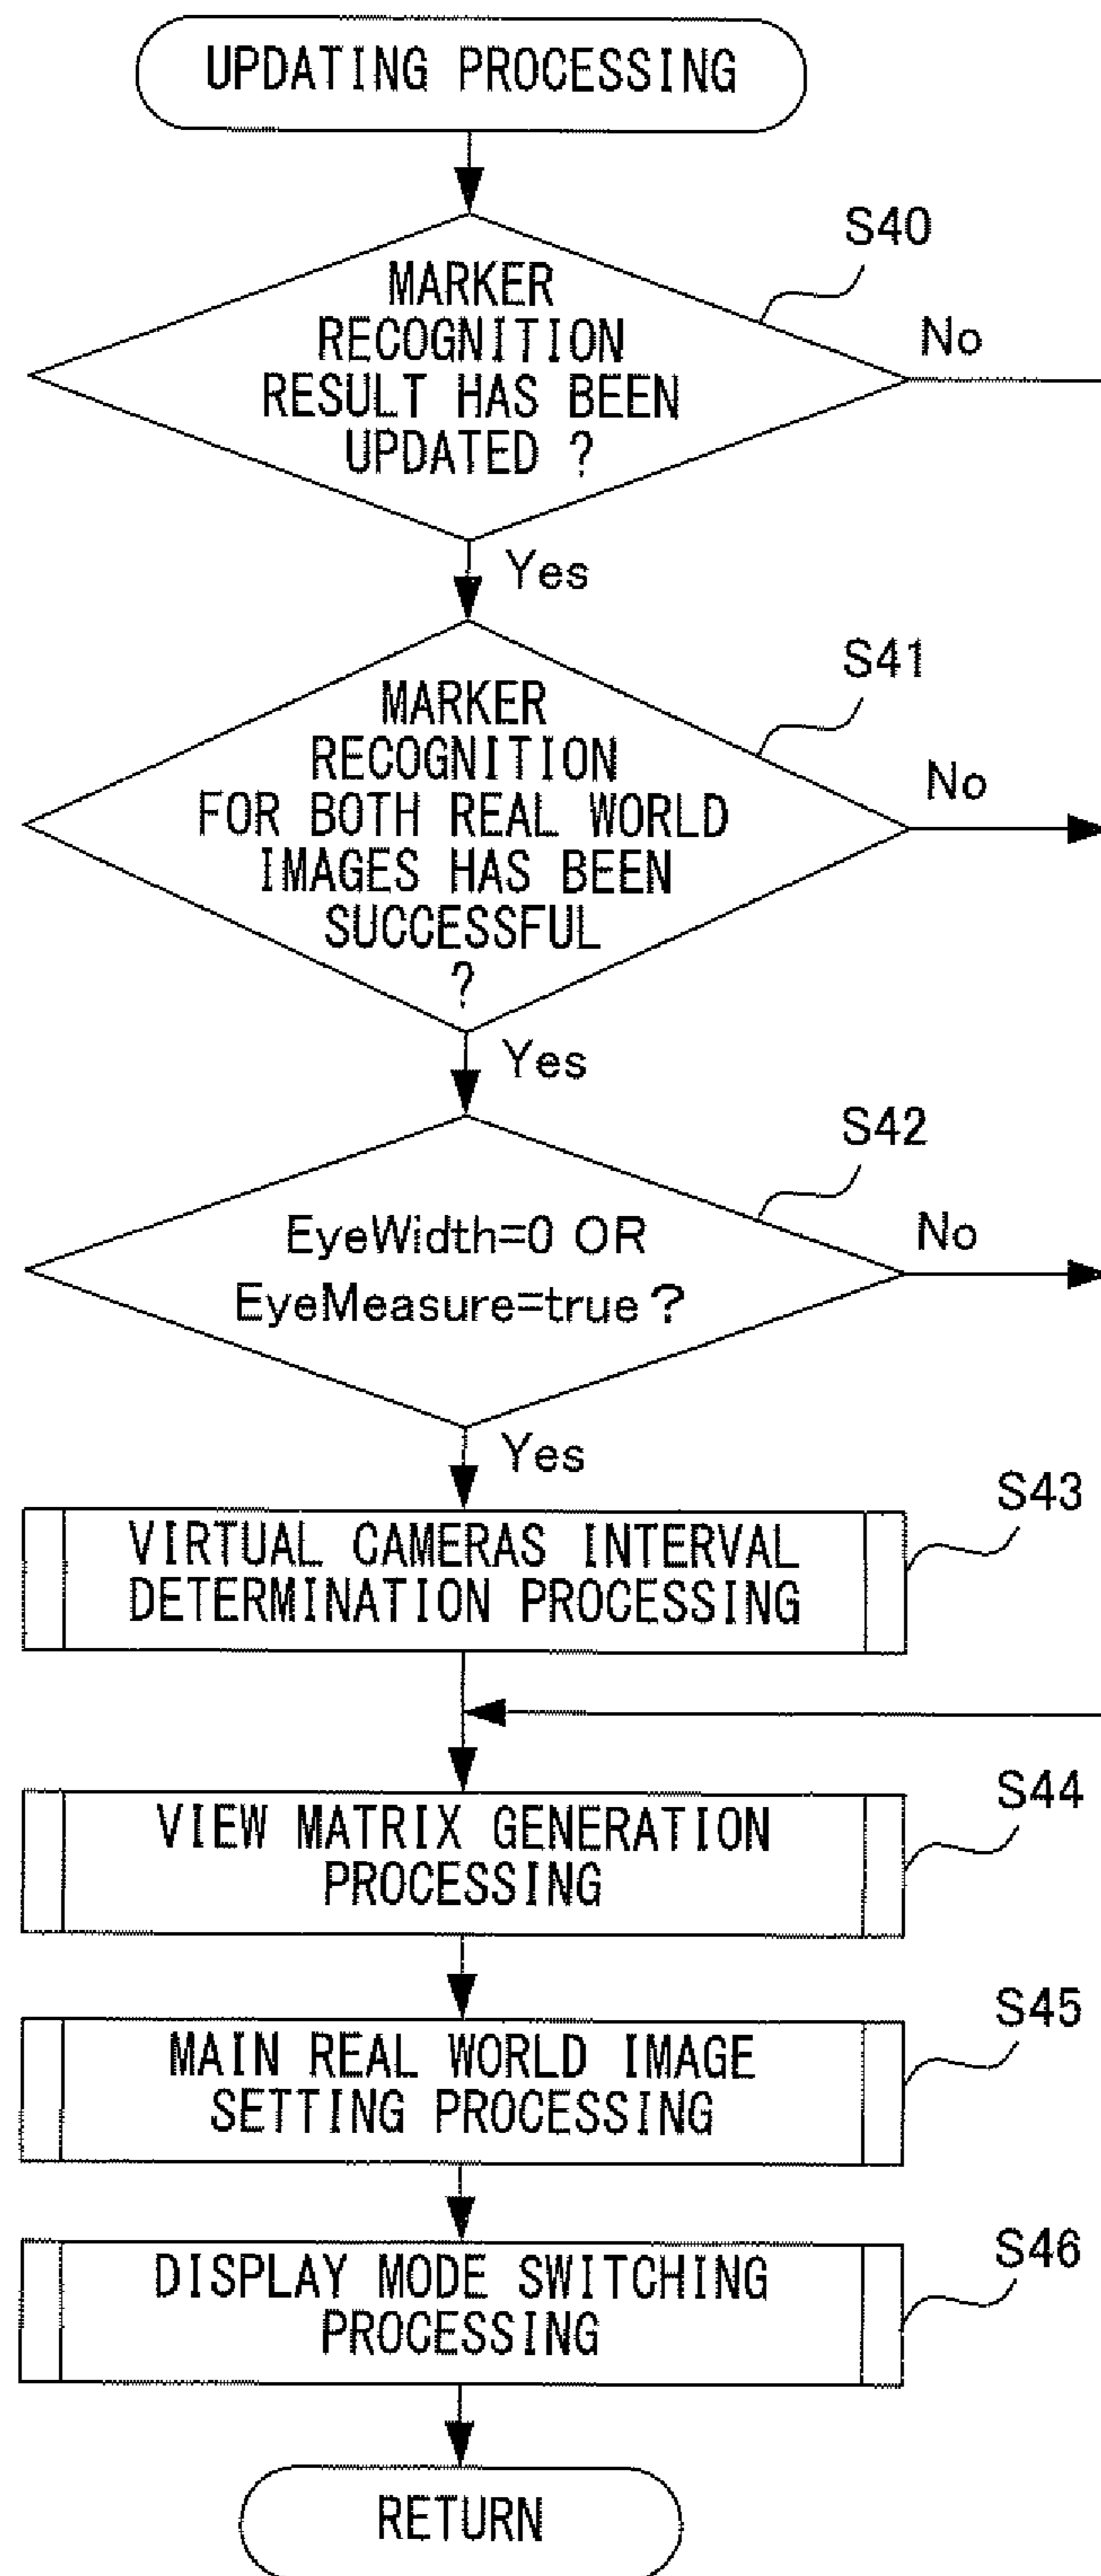 UPDATING PROCESSING
S40
MARKER
RECOGNITION
RESULT HAS BEEN
UPDATED ?
No
Yes
S41
MARKER
RECOGNITION
FOR BOTH REAL WORLD
IMAGES HAS BEEN
SUCCESSFUL
?
No
Yes
S42
EyeWidth=0 OR
EyeMeasure=true ?
No
Yes
S43
VIRTUAL CAMERAS INTERVAL
DETERMINATION PROCESSING
S44
VIEW MATRIX GENERATION
PROCESSING
S45
MAIN REAL WORLD IMAGE
SETTING PROCESSING
S46
DISPLAY MODE SWITCHING
PROCESSING
RETURN